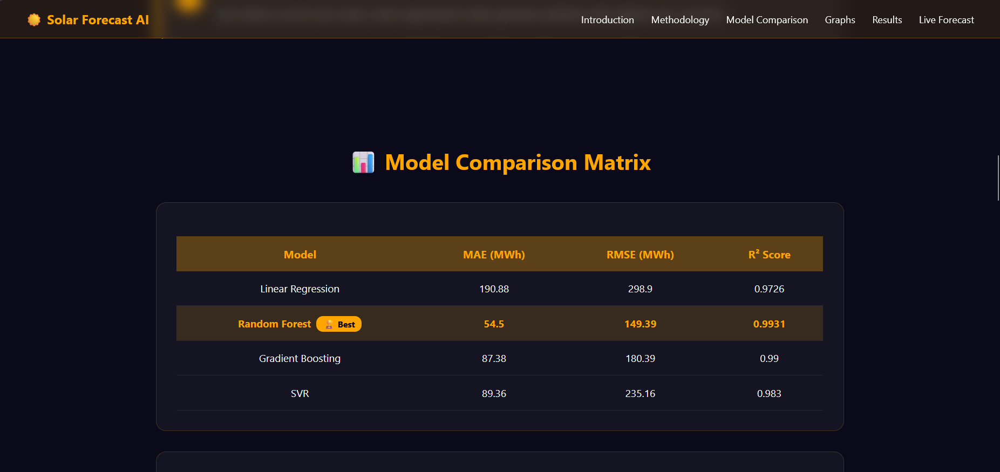 Solar Forecast AI
Introduction Methodology Model Comparison Graphs Results Live Forecast
Model Comparison Matrix
Model MAE (MWh) RMSE (MWh) R² Score
Linear Regression 190.88 298.9 0.9726
Random Forest Best 54.5 149.39 0.9931
Gradient Boosting 87.38 180.39 0.99
SVR 89.36 235.16 0.983